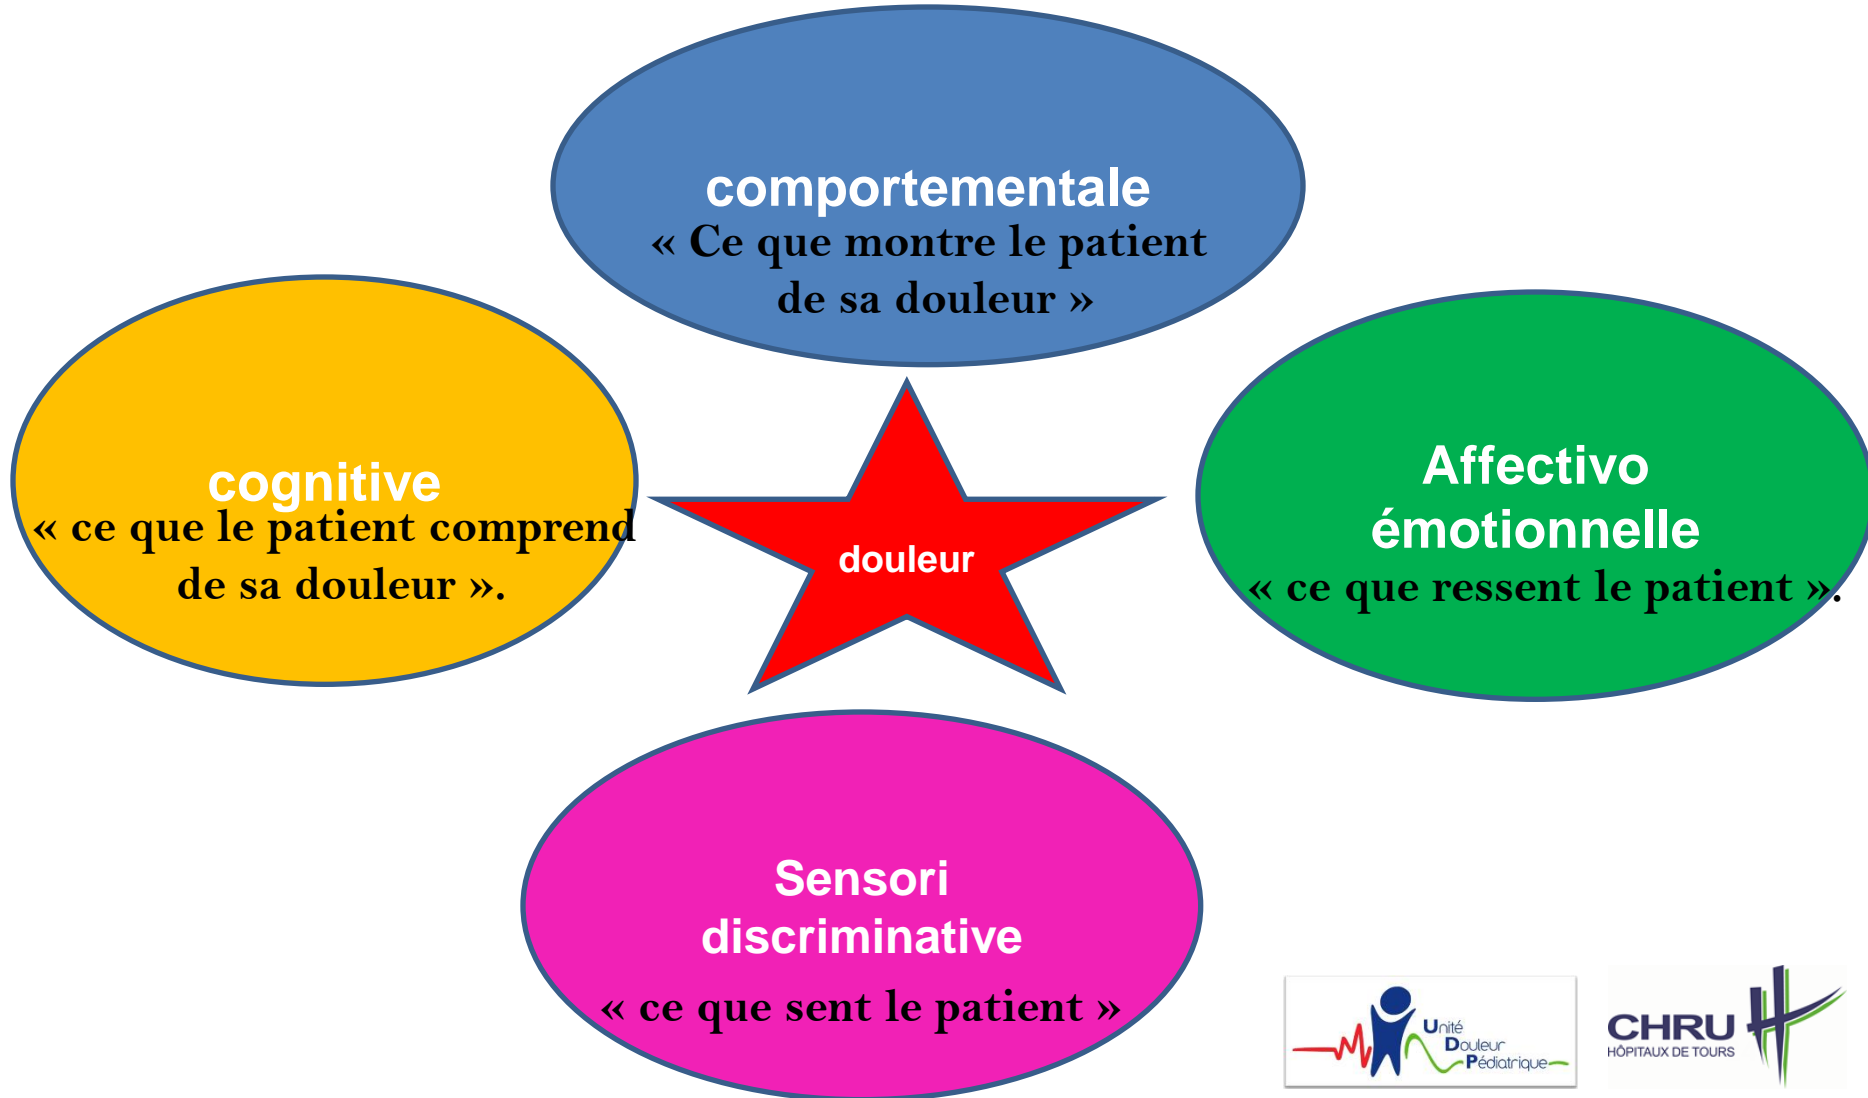 comportementale
« Ce que montre le patient
de sa douleur »
cognitive
« ce que le patient comprend
de sa douleur ».
douleur
Affectivo
émotionnelle
« ce que ressent le patient ».
Sensori
discriminative
« ce que sent le patient »
Unité
Douleur
Pédiatrique
CHRU
HÔPITAUX DE TOURS